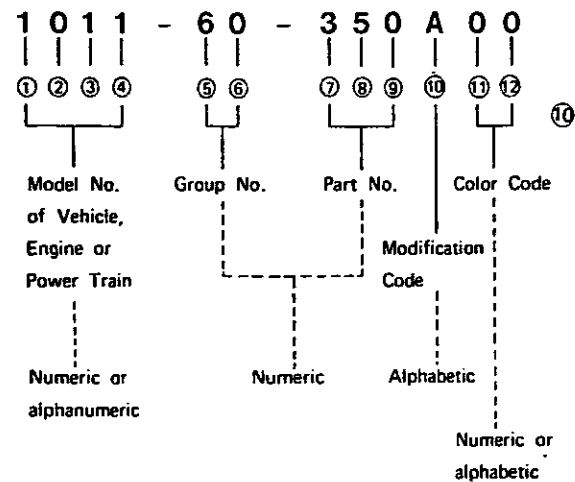 1011-60-350A00
① ② ③ ④ ⑤ ⑥ ⑦ ⑧ ⑨ ⑩ ⑪ ⑫
⑩
Model No. Group No. Part No. Color Code
of Vehicle,
Engine or Modification
Power Train Code
Numeric or Numeric Alphabetic
alphanumeric
Numeric or
alphabetic